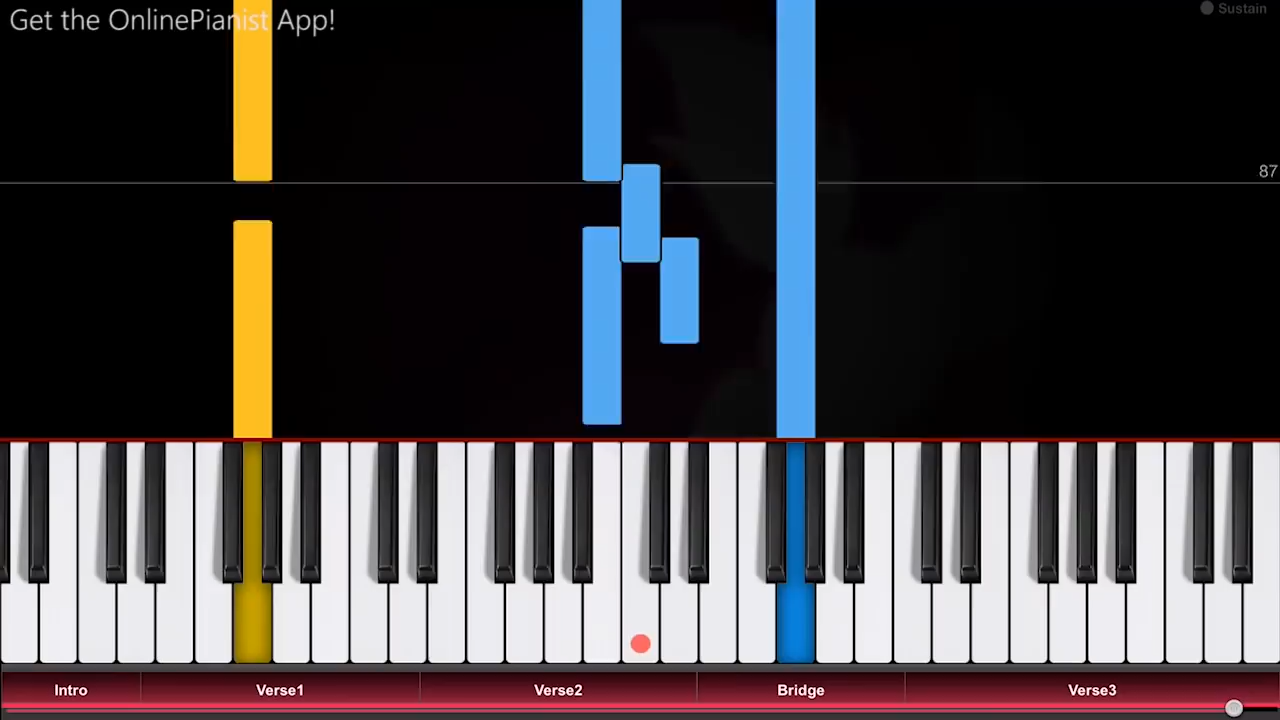 Get the OnlinePianist App!
Sustain
87
Intro
Verse1
Verse2
Bridge
Verse3